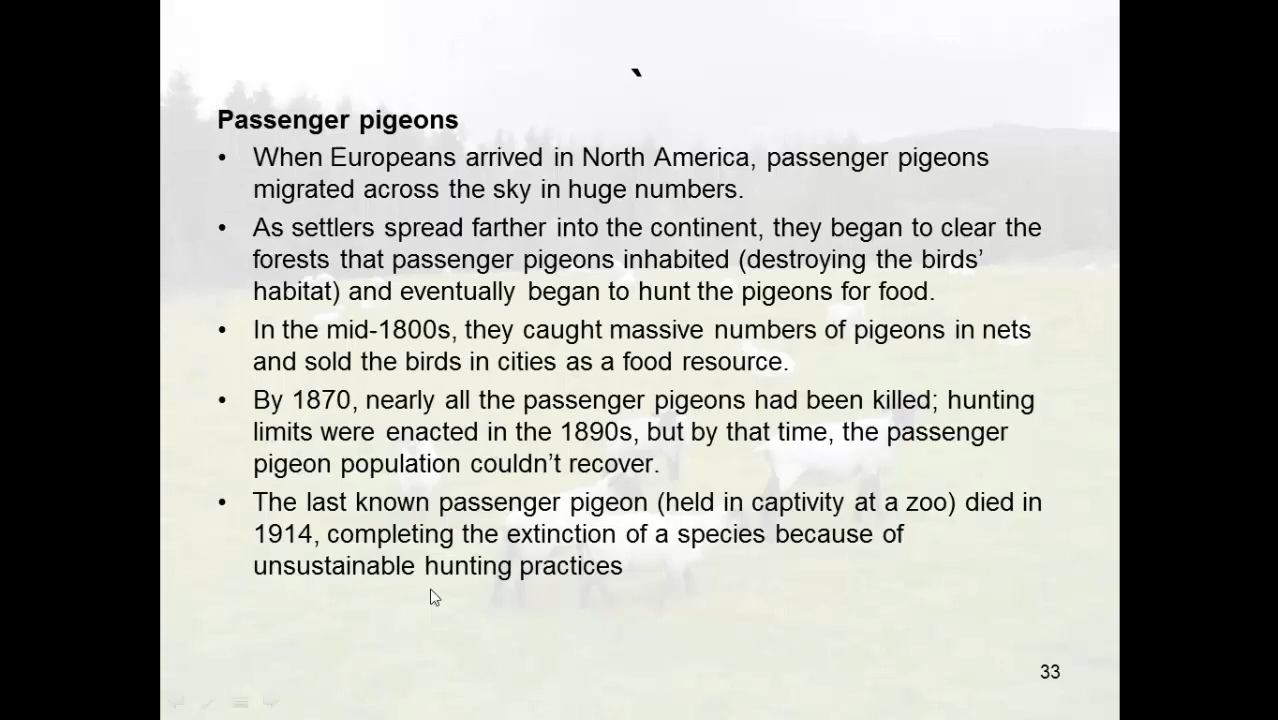 `
Passenger pigeons
• When Europeans arrived in North America, passenger pigeons
migrated across the sky in huge numbers.
• As settlers spread farther into the continent, they began to clear the
forests that passenger pigeons inhabited (destroying the birds’
habitat) and eventually began to hunt the pigeons for food.
• In the mid-1800s, they caught massive numbers of pigeons in nets
and sold the birds in cities as a food resource.
• By 1870, nearly all the passenger pigeons had been killed; hunting
limits were enacted in the 1890s, but by that time, the passenger
pigeon population couldn’t recover.
• The last known passenger pigeon (held in captivity at a zoo) died in
1914, completing the extinction of a species because of
unsustainable hunting practices
33